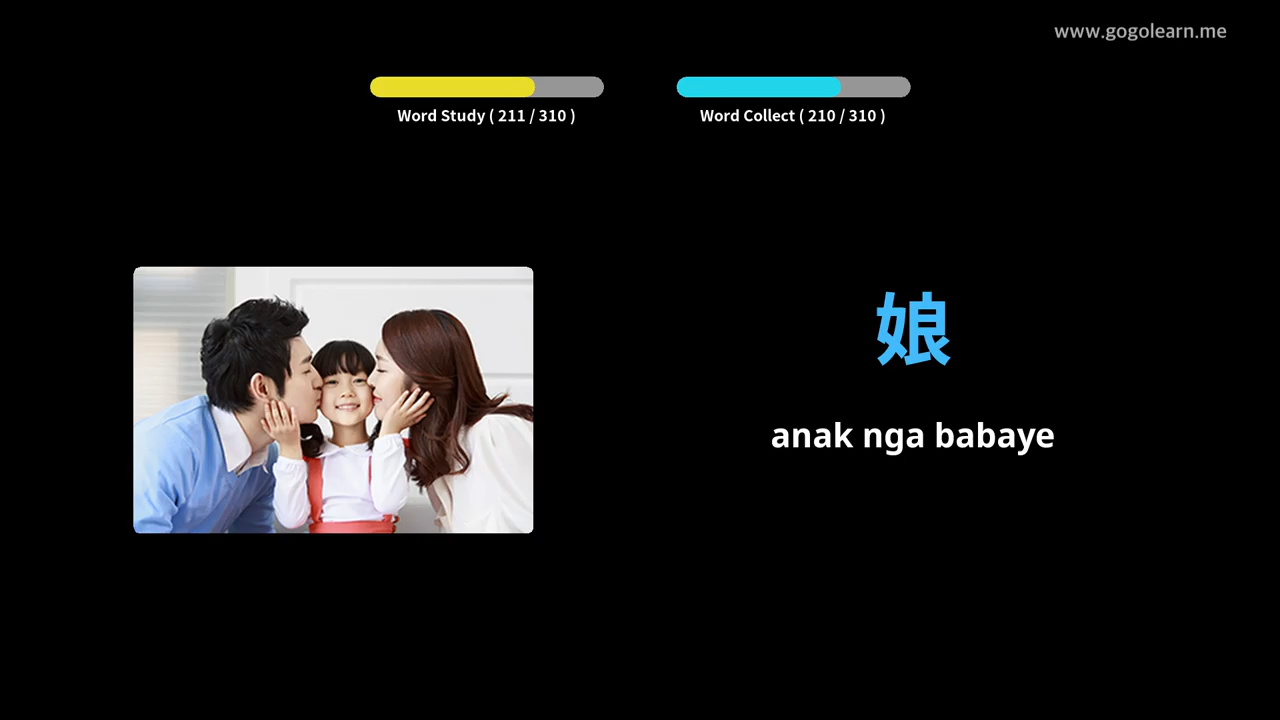 www.gogolearn.me
Word Study ( 211 / 310 )
Word Collect ( 210 / 310 )
娘
anak nga babaye